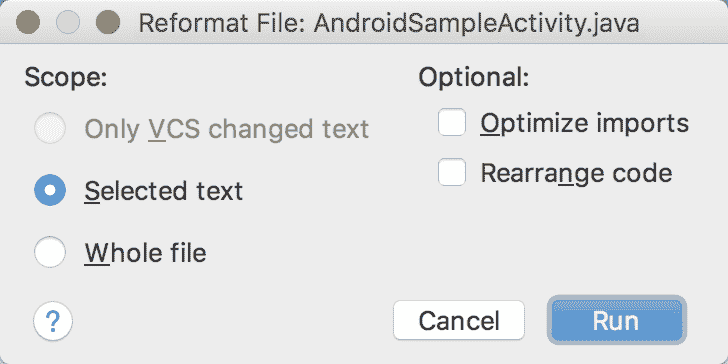 Reformat File: AndroidSampleActivity.java
Scope:
Optional:
Only VCS changed text
Optimize imports
Selected text
Rearrange code
Whole file
?
Cancel
Run